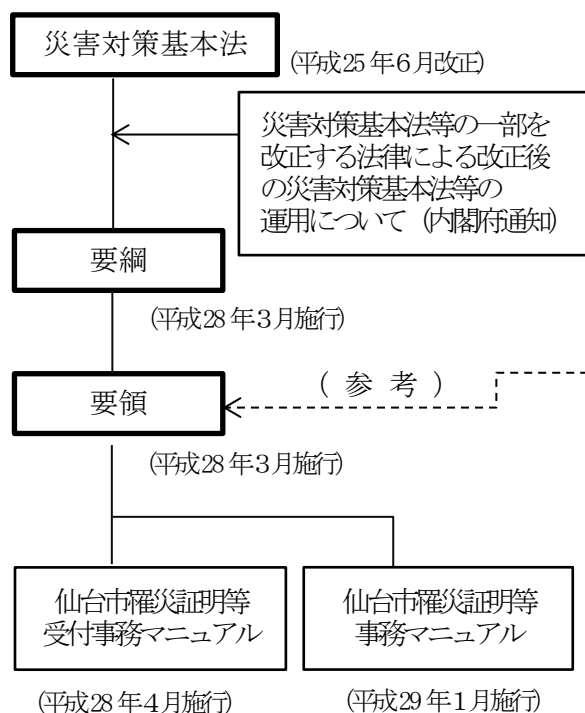 災害対策基本法
(平成25年6月改正)
災害対策基本法等の一部を
改正する法律による改正後
の災害対策基本法等の
運用について (内閣府通知)
要綱
(平成28年3月施行)
(参考)
要領
(平成28年3月施行)
仙台市罹災証明等
受付事務マニュアル
仙台市罹災証明等
事務マニュアル
(平成28年4月施行)
(平成29年1月施行)